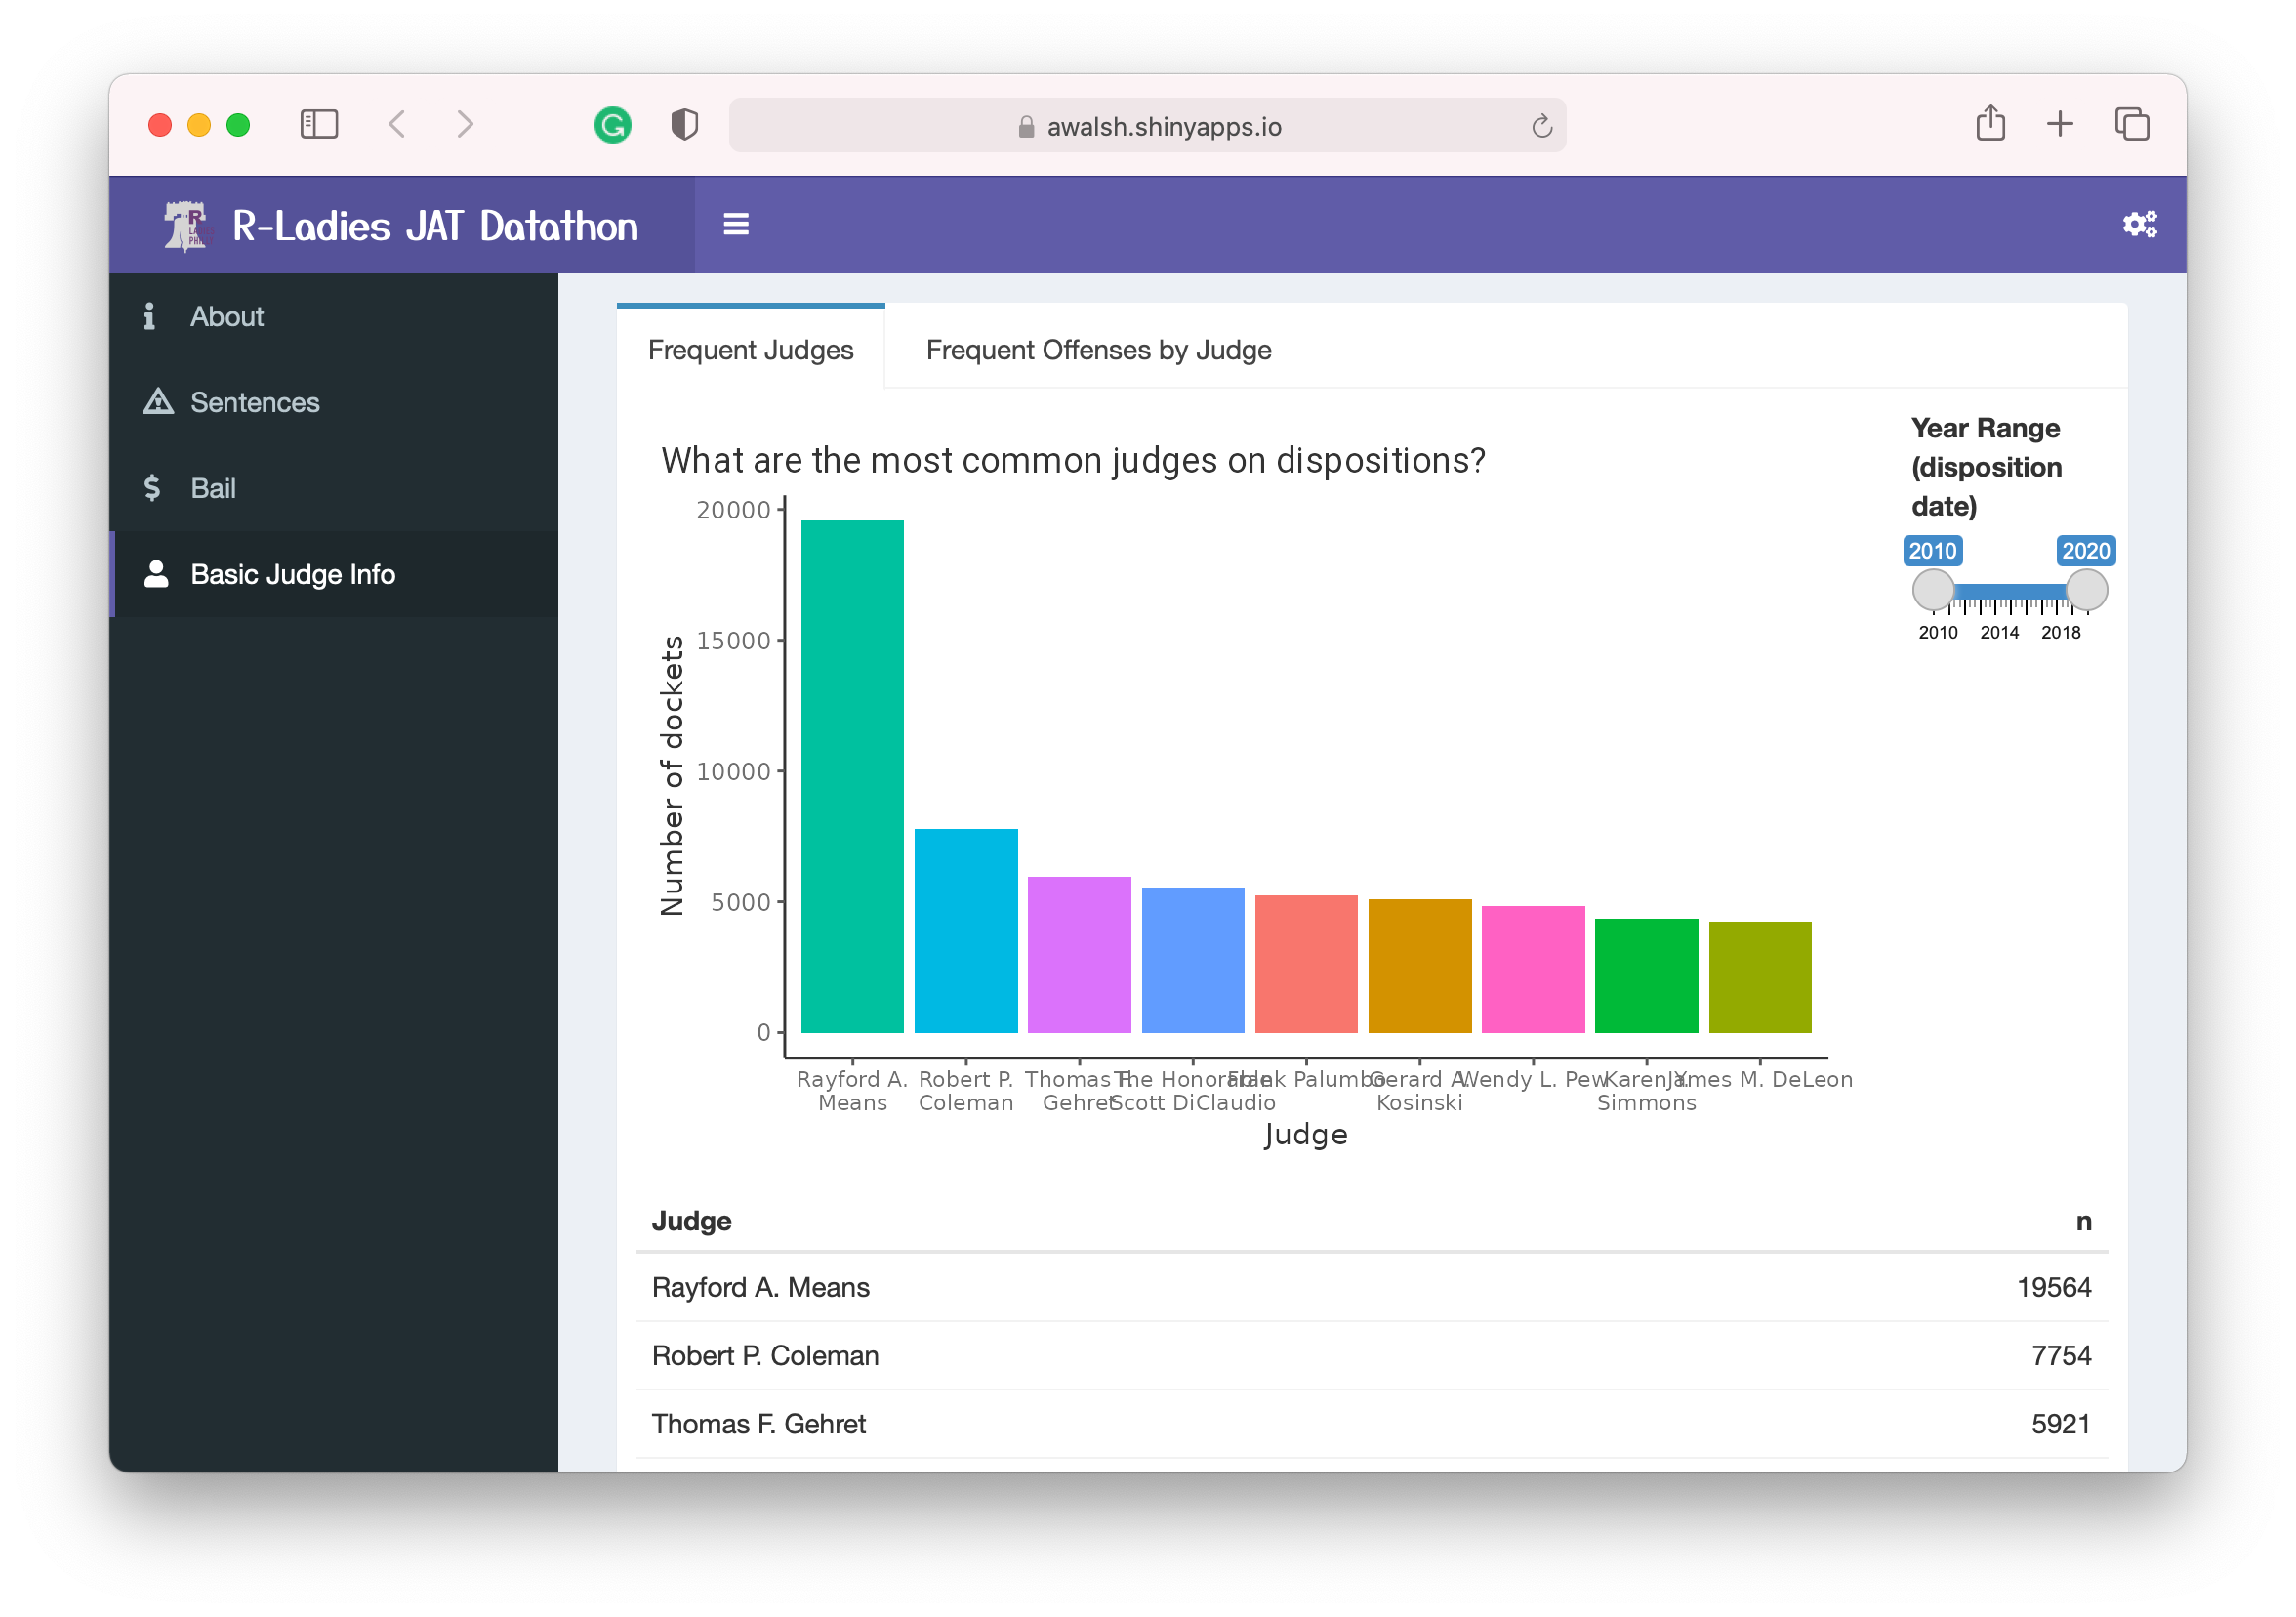 awalsh.shinyapps.io
R-Ladies JAT Datathon
About
Sentences
Bail
Basic Judge Info
Frequent Judges
Frequent Offenses by Judge
Year Range
(disposition
date)
2010
2020
2010
2014
2018
What are the most common judges on dispositions?
Number of dockets
20000
15000
10000
5000
0
Rayford A.
Means
Robert P.
Coleman
Thomas F.
Gehret
The Honorable
Scott DiClaudio
Frank Palumbo
Gerard A.
Kosinski
Wendy L. Pew
Karen Y.
Simmons
James M. DeLeon
Judge
Judge
n
Rayford A. Means
19564
Robert P. Coleman
7754
Thomas F. Gehret
5921